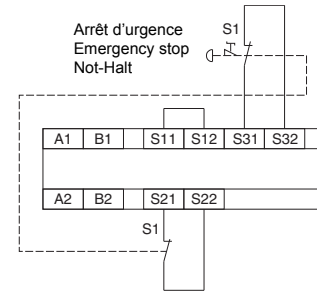 Arrêt d'urgence
Emergency stop
Not-Halt
S1
A1 B1 S11 S12 S31 S32
A2 B2 S21 S22
S1